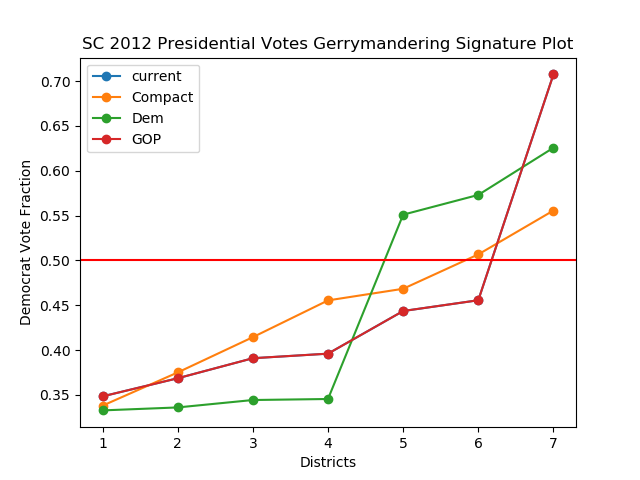 SC 2012 Presidential Votes Gerrymandering Signature Plot
current
Compact
Dem
GOP
0.70
0.65
0.60
0.55
0.50
0.45
0.40
0.35
Democrat Vote Fraction
1 2 3 4 5 6 7
Districts